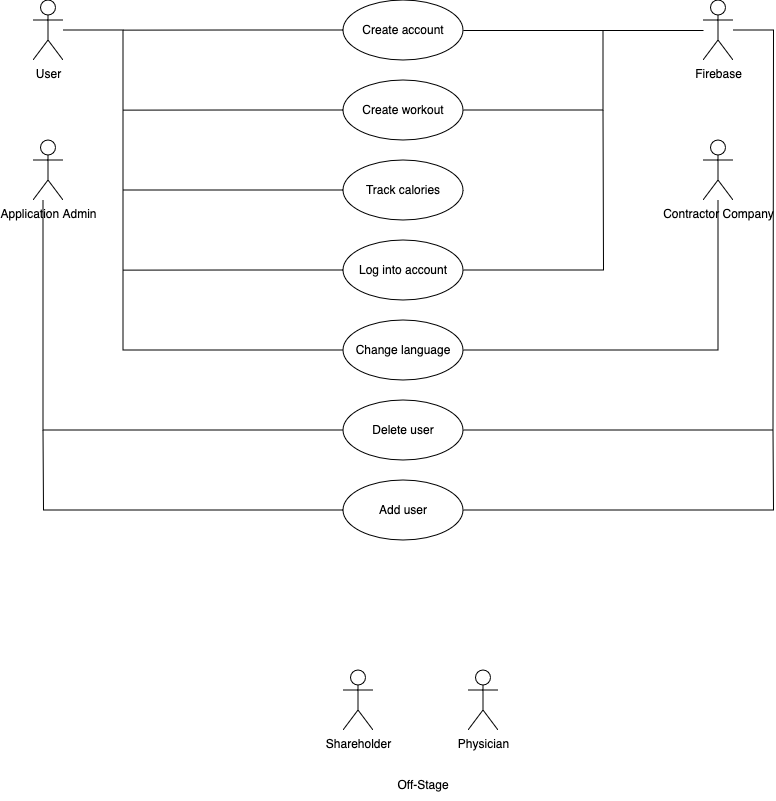 Create account
User
Firebase
Create workout
Track calories
Application Admin
Contractor Company
Log into account
Change language
Delete user
Add user
Shareholder
Physician
Off-Stage